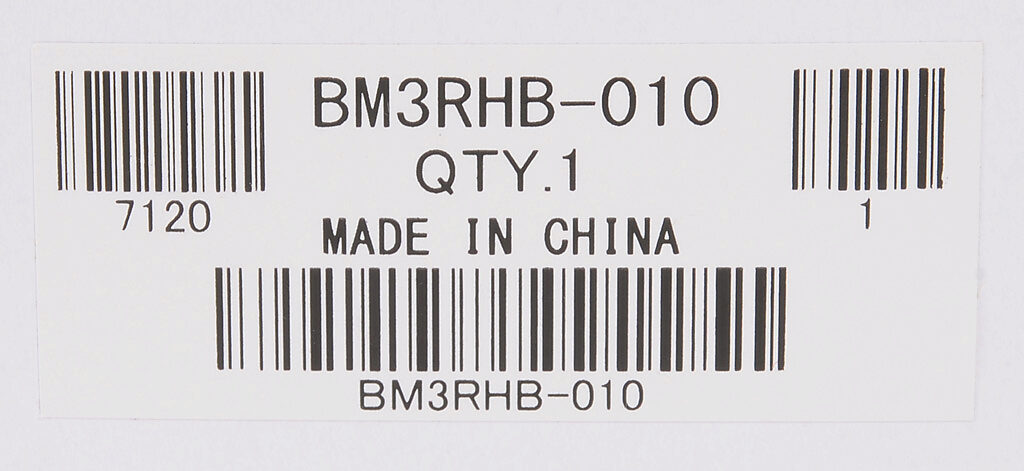 BM3RHB-010
QTY.1
7120
1
MADE IN CHINA
BM3RHB-010